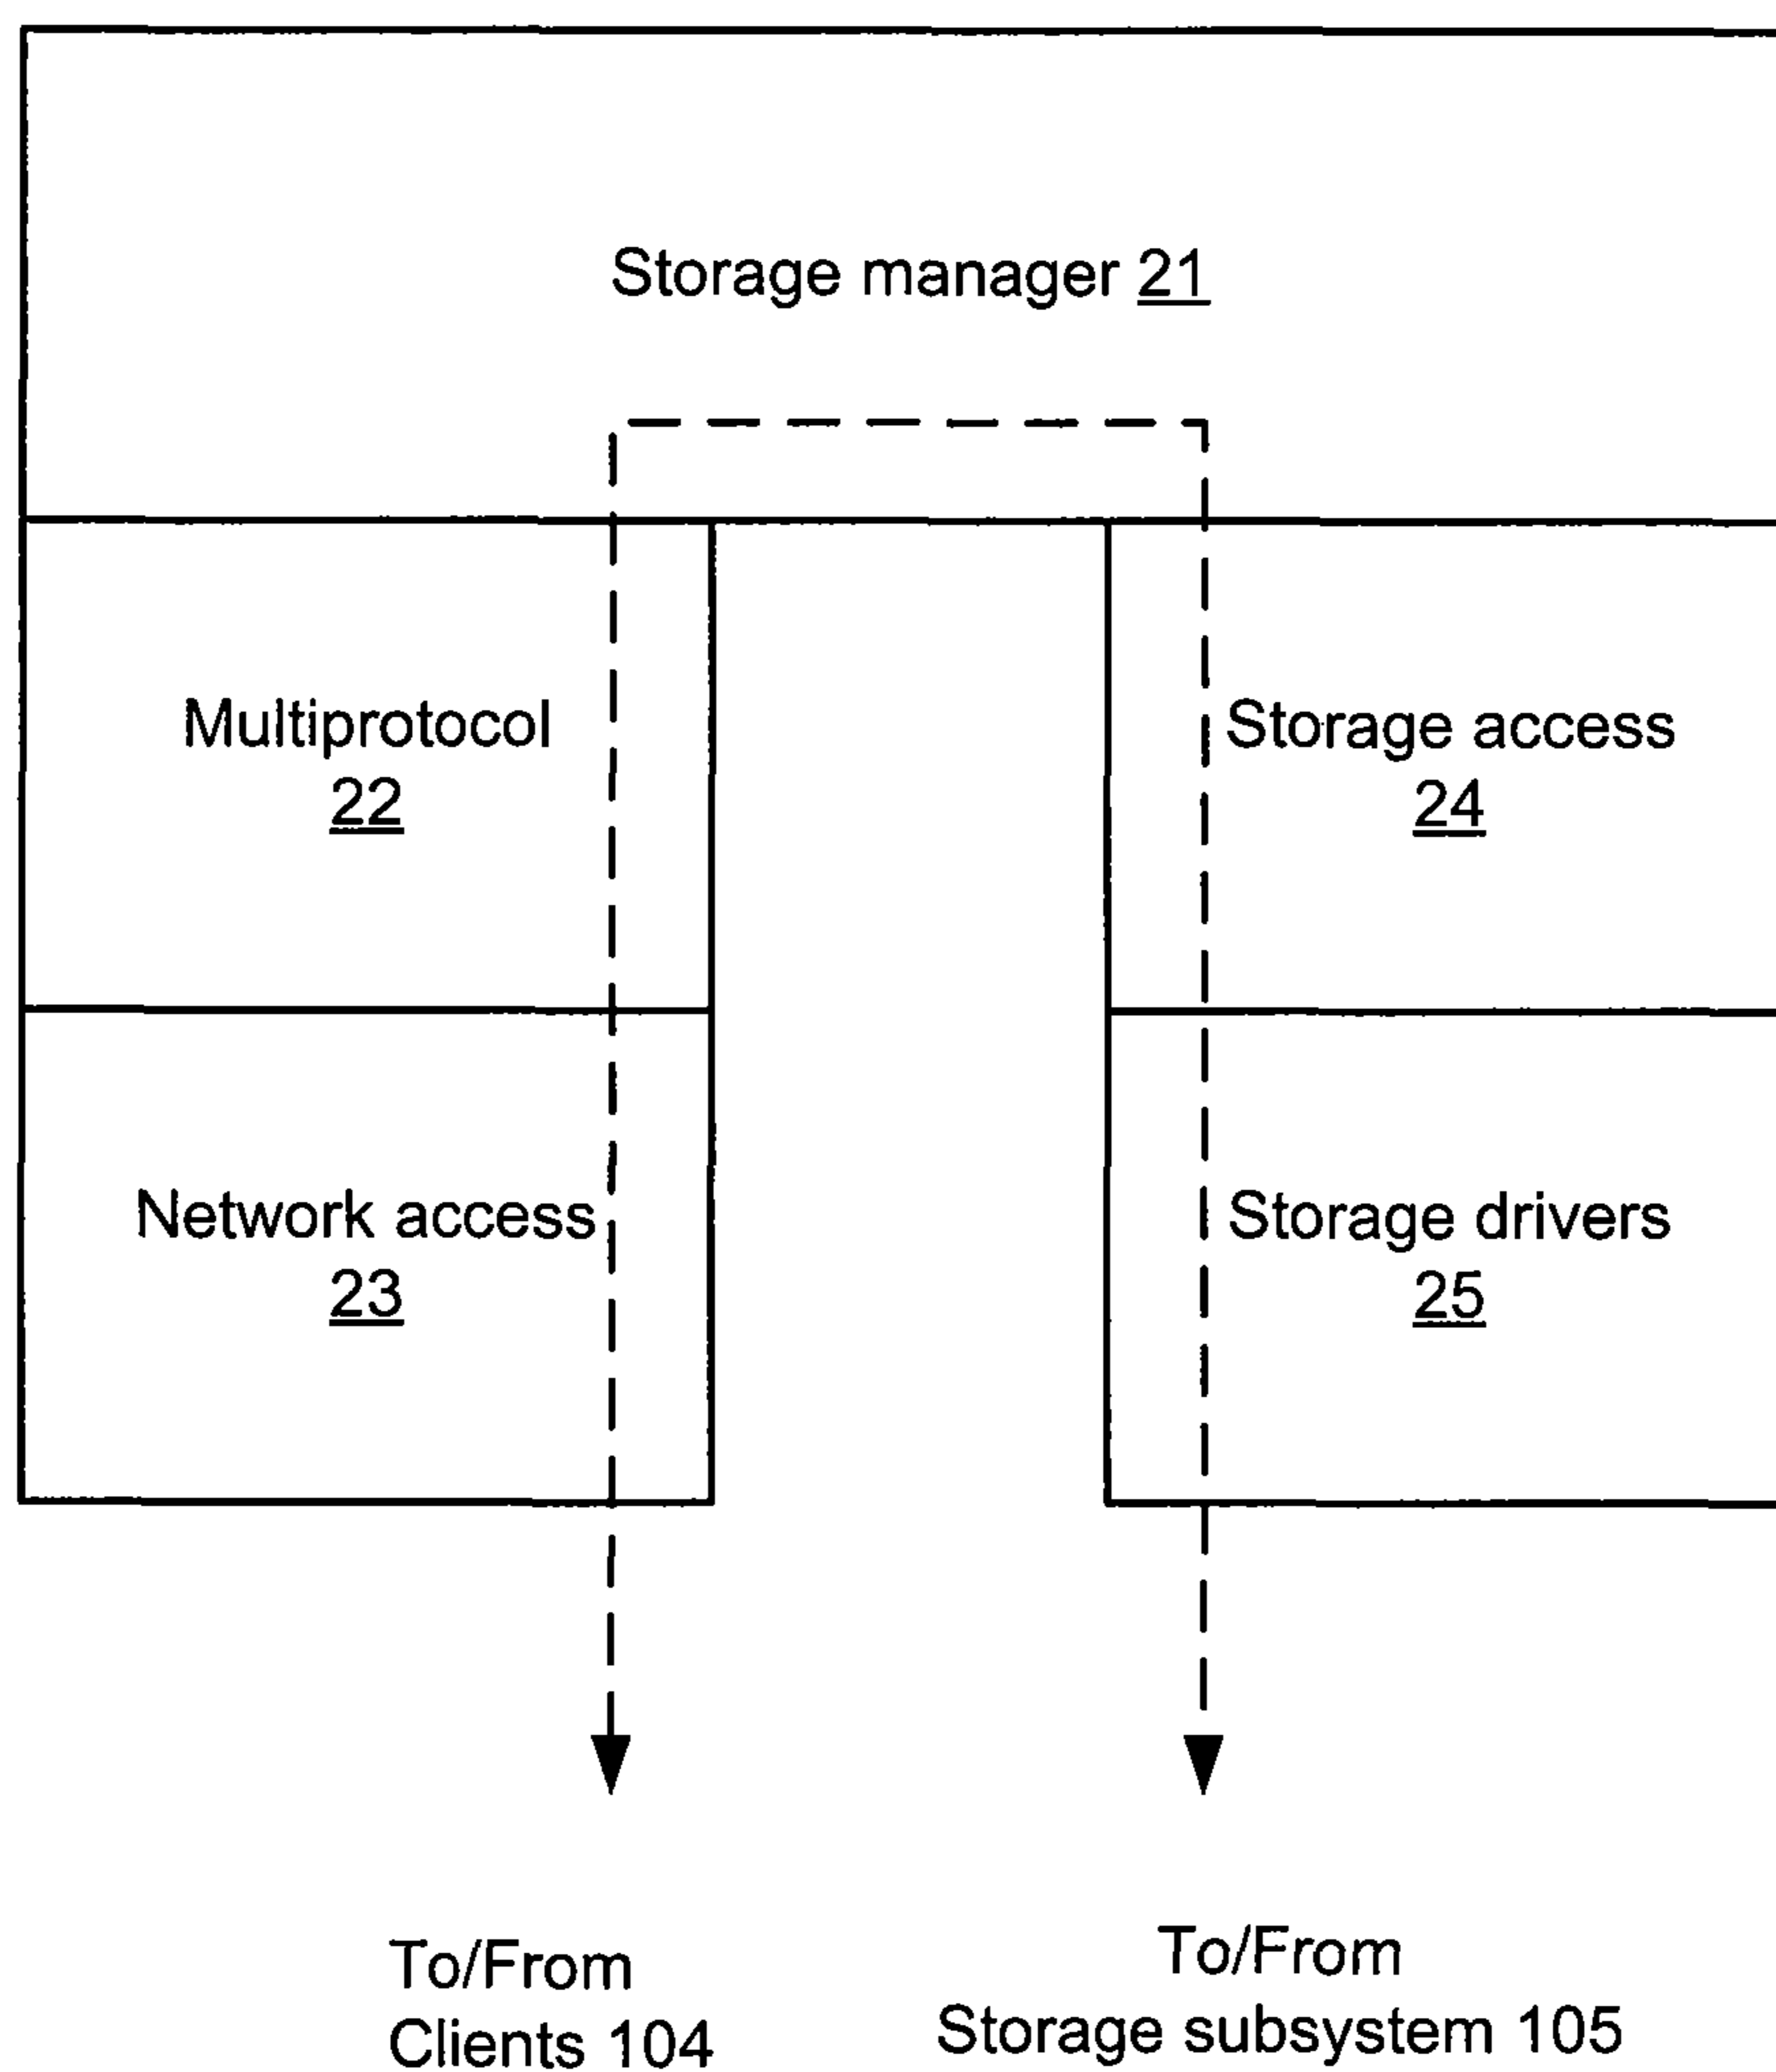 Storage manager 21
Multiprotocol
22
Storage access
24
Network access
23
Storage drivers
25
To/From
Clients 104
To/From
Storage subsystem 105